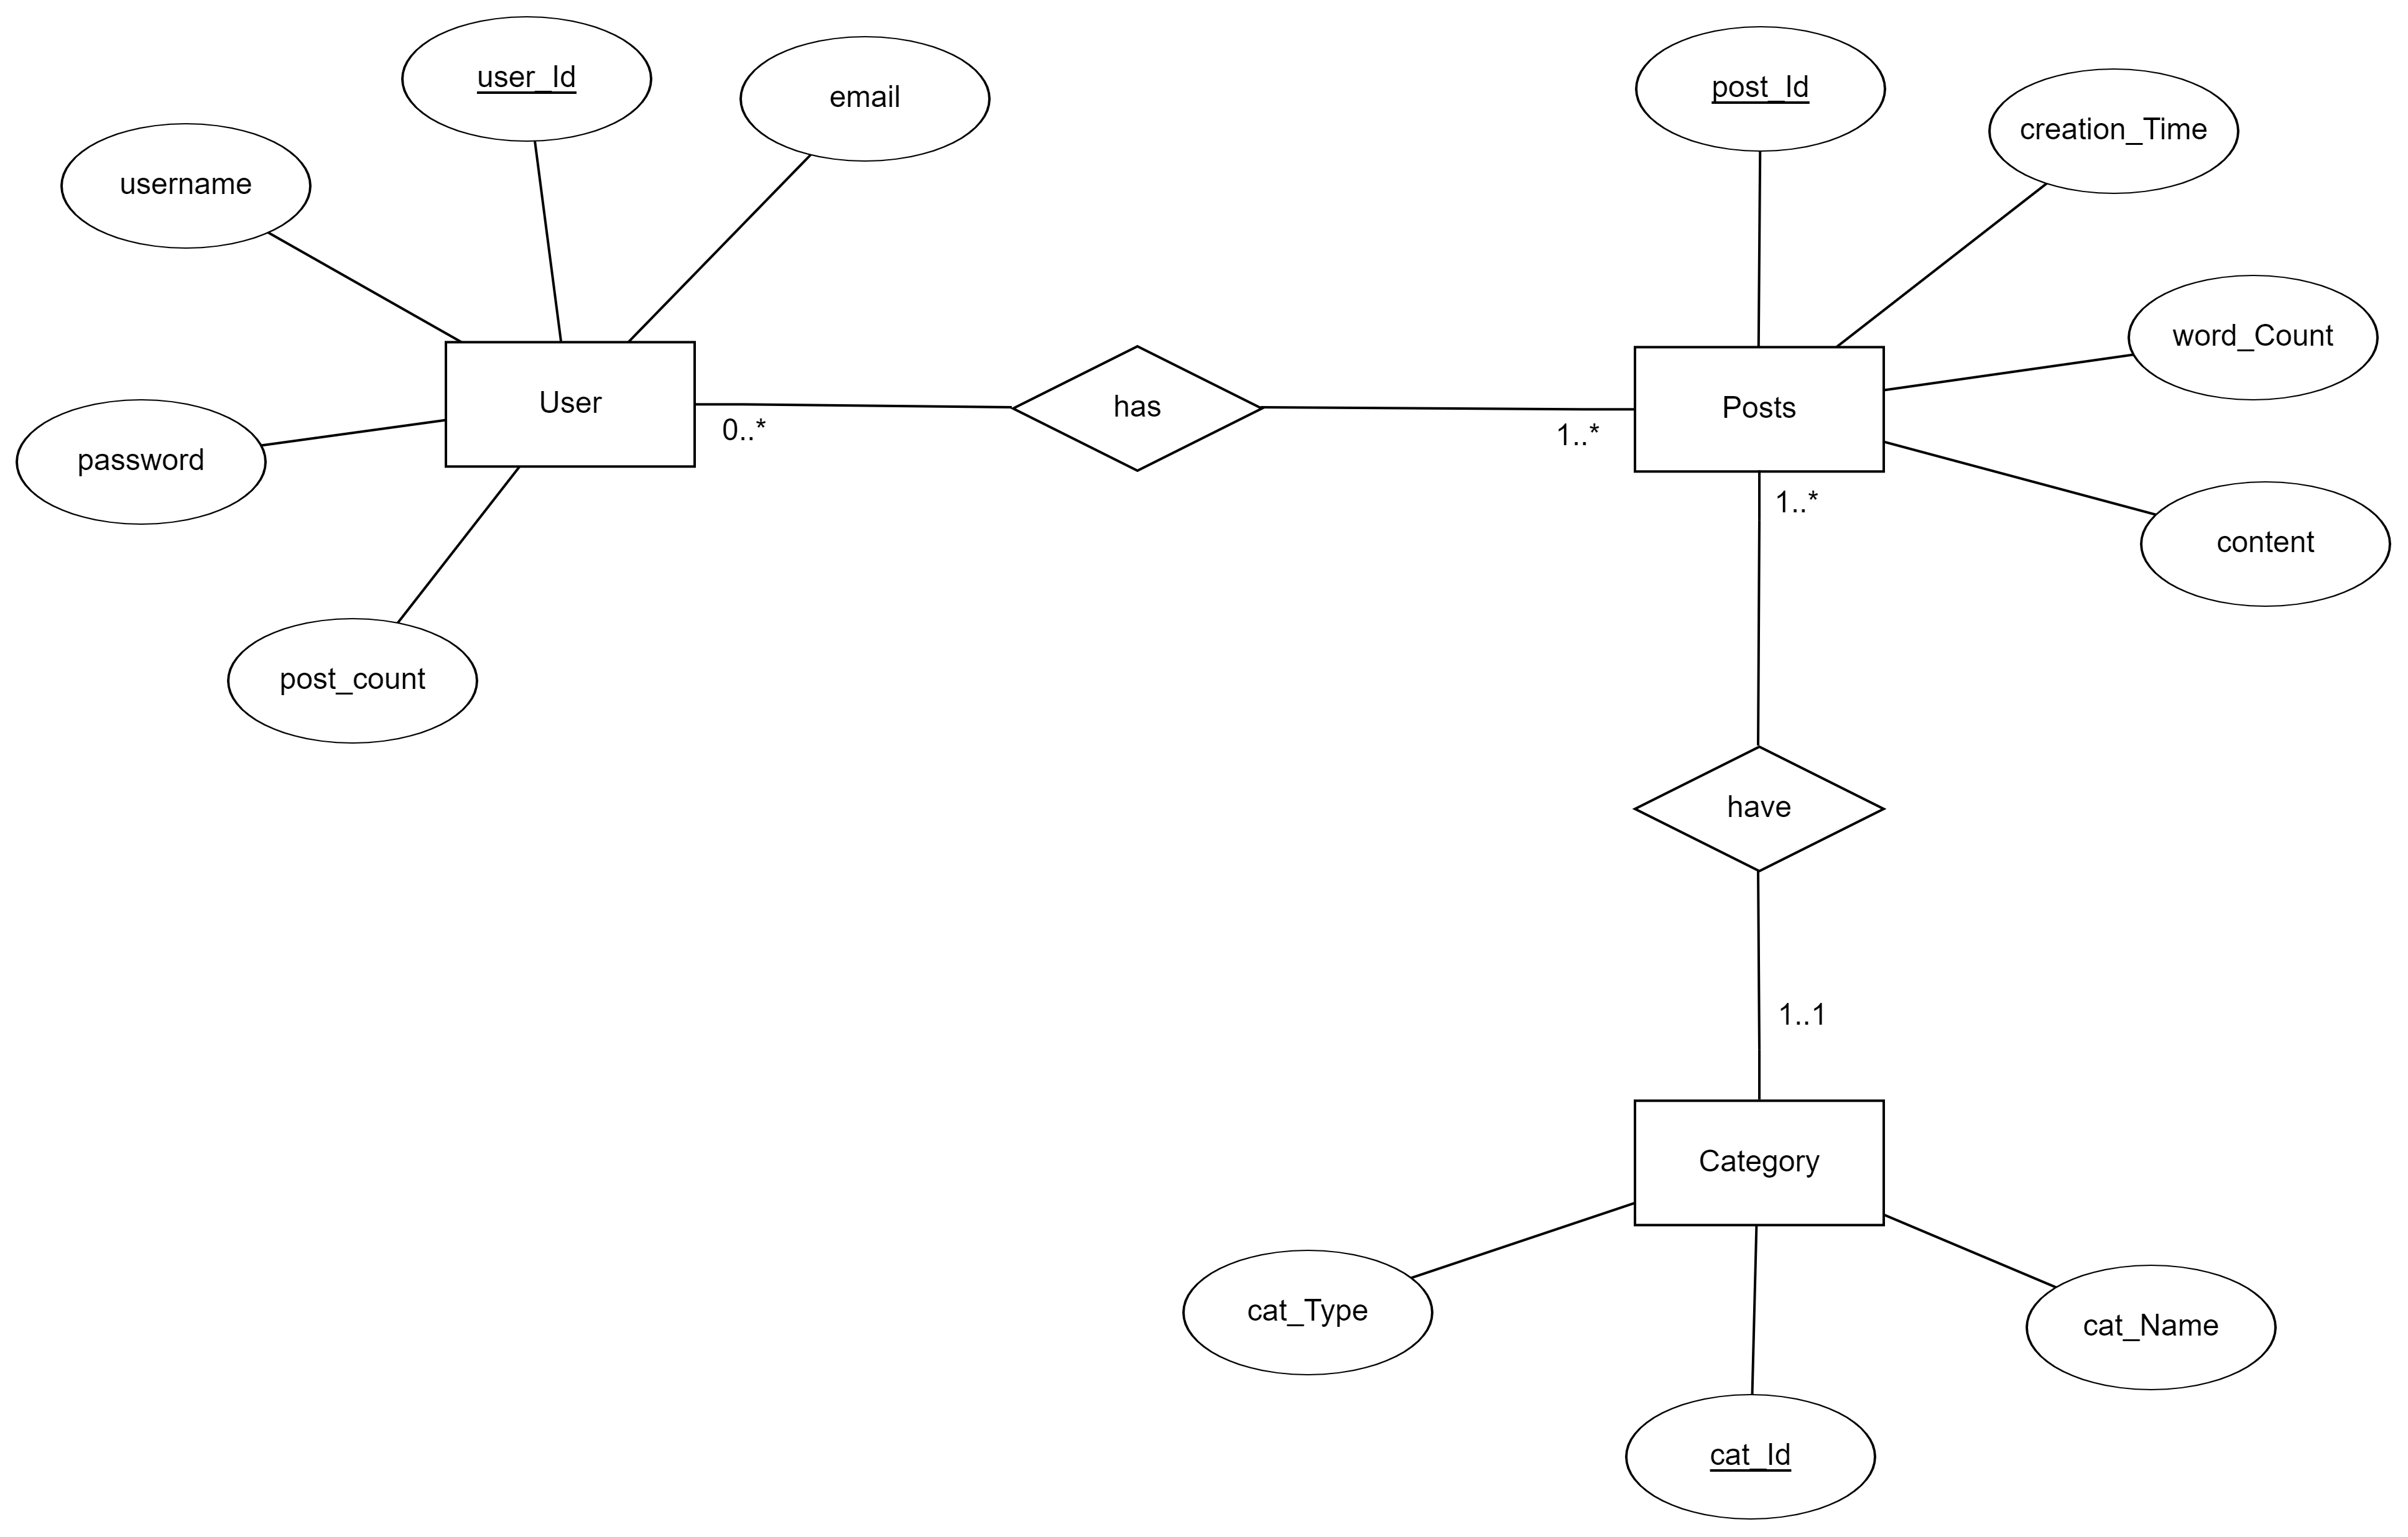 user_Id
email
username
post_Id
creation_Time
word_Count
User
has
Posts
0..*
1..*
password
1..*
content
post_count
have
1..1
Category
cat_Type
cat_Name
cat_Id